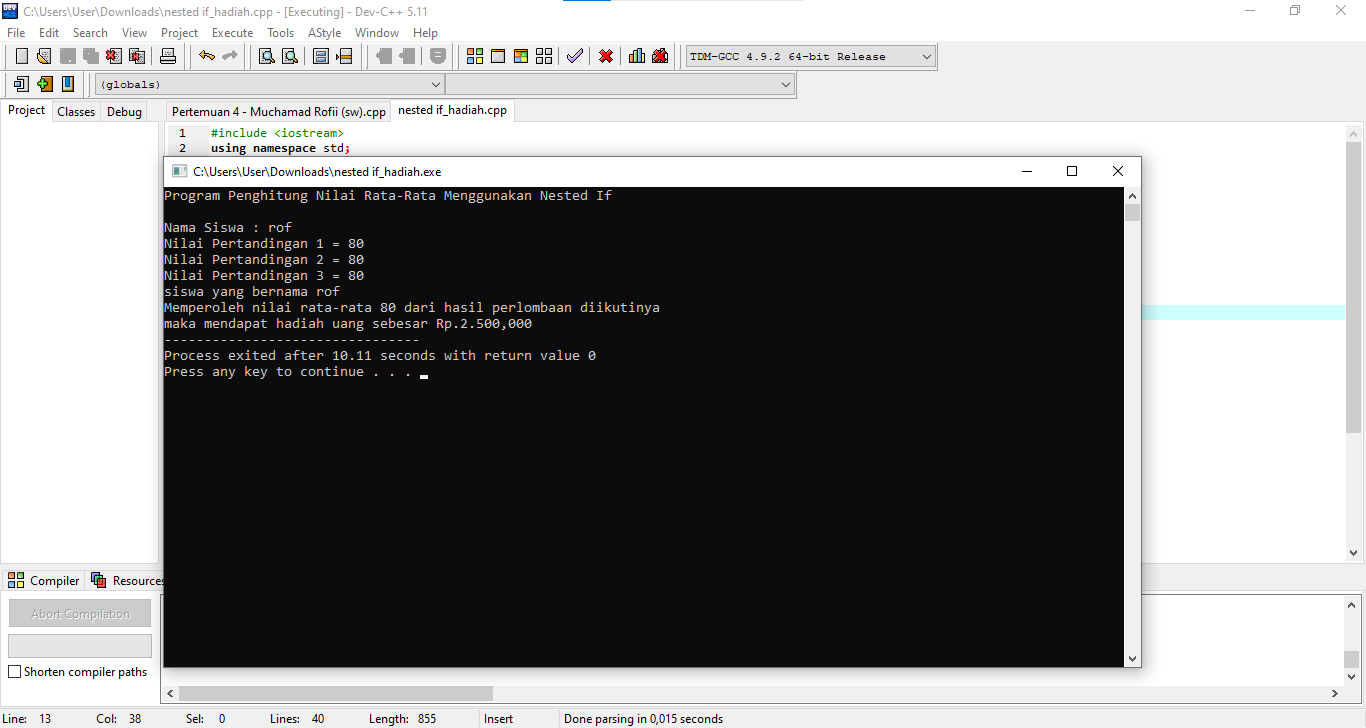 C:\Users\User\Downloads\nested if_hadiah.cpp - [Executing] - Dev-C++ 5.11
File Edit Search View Project Execute Tools AStyle Window Help
TDM-GCC 4.9.2 64-bit Release
(globals)
Project Classes Debug
Pertemuan 4 - Muchamad Rofii (sw).cpp nested if_hadiah.cpp
1 #include <iostream>
2 using namespace std;
C:\Users\User\Downloads\nested if_hadiah.exe
Program Penghitung Nilai Rata-Rata Menggunakan Nested If
Nama Siswa : rof
Nilai Pertandingan 1 = 80
Nilai Pertandingan 2 = 80
Nilai Pertandingan 3 = 80
siswa yang bernama rof
Memperoleh nilai rata-rata 80 dari hasil perlombaan diikutinya
maka mendapat hadiah uang sebesar Rp.2.500,000
--------------------------------
Process exited after 10.11 seconds with return value 0
Press any key to continue . . .
Compiler Resources
Abort Compilation
Shorten compiler paths
Line: 13 Col: 38 Sel: 0 Lines: 40 Length: 855 Insert Done parsing in 0,015 seconds